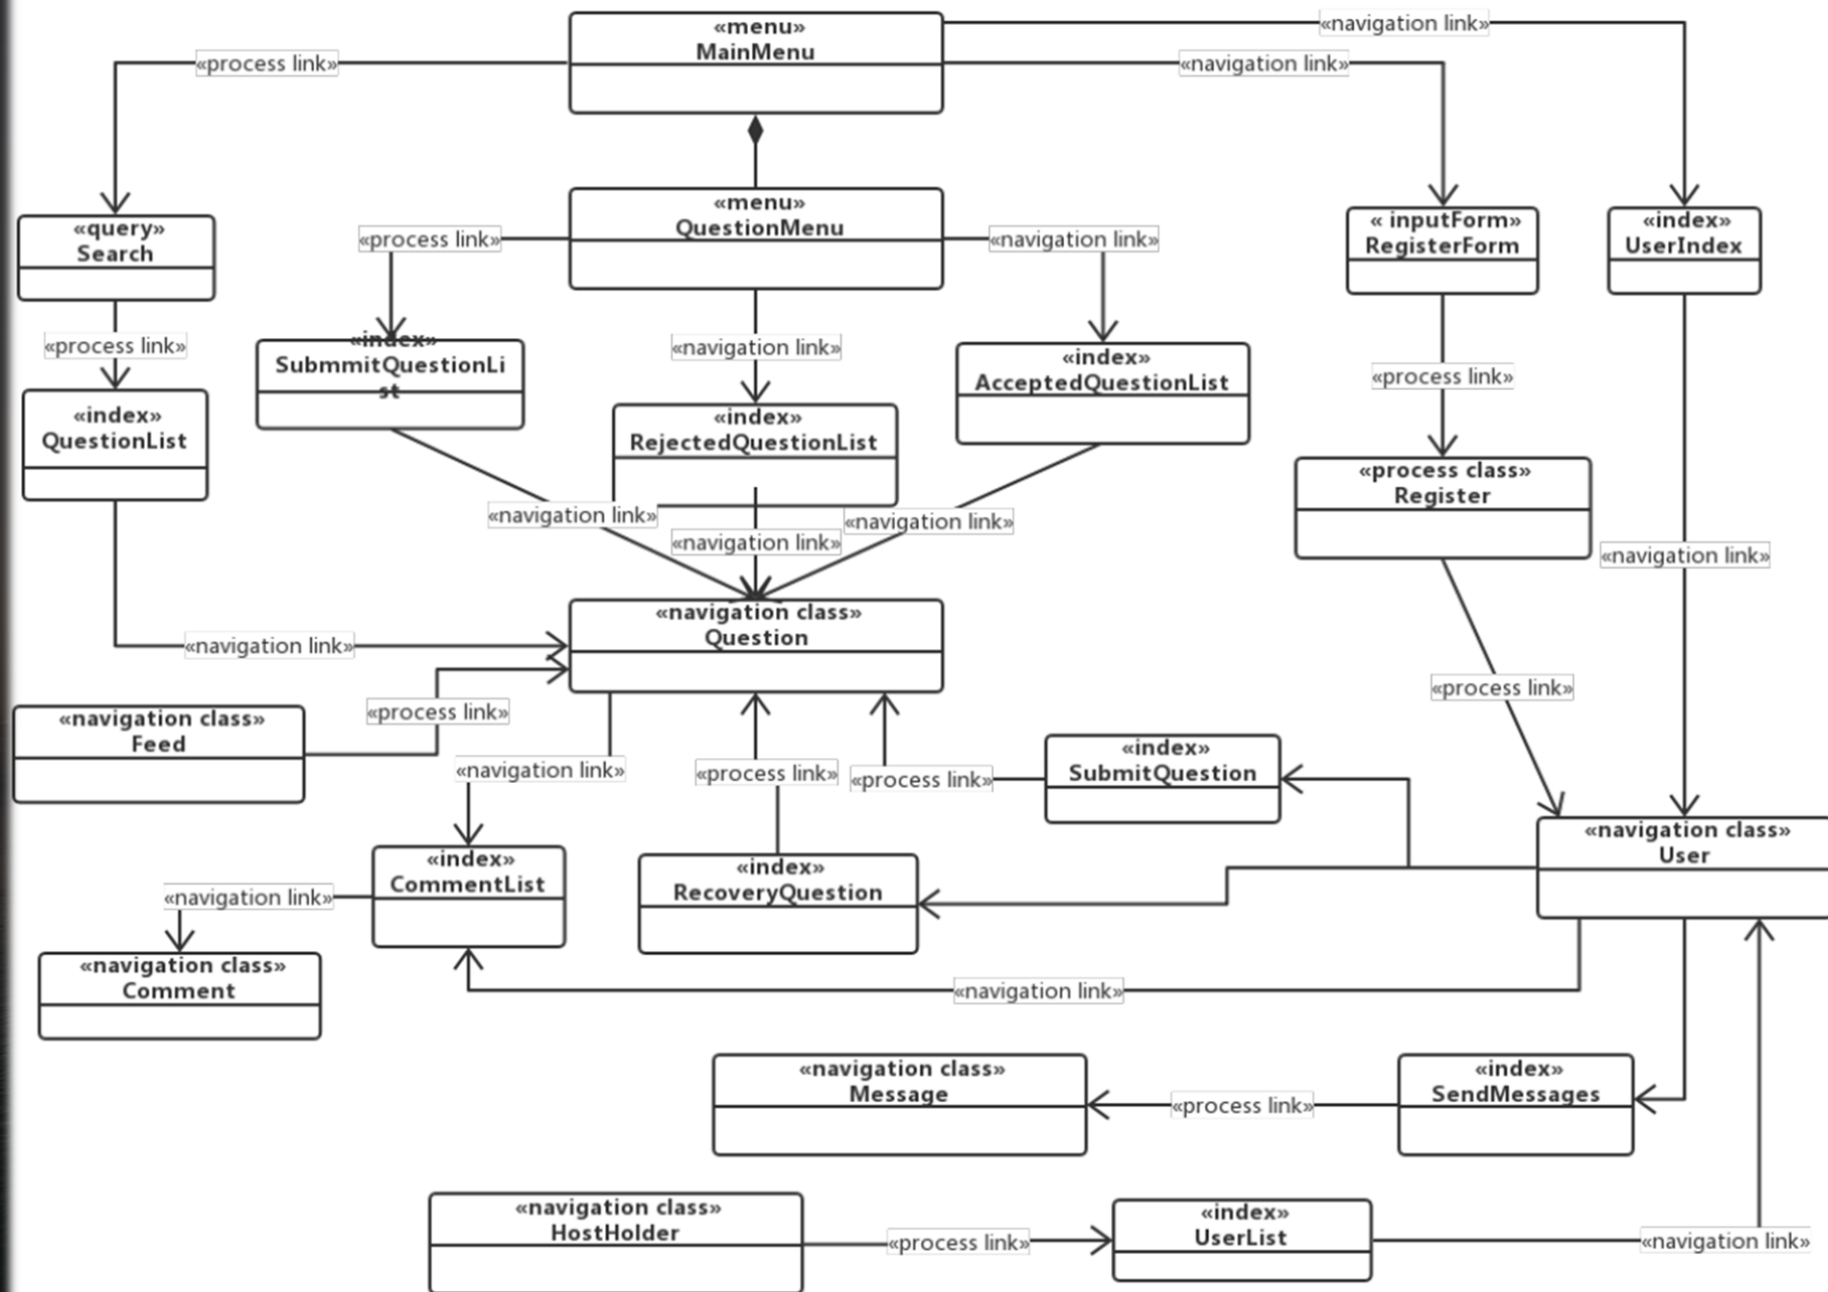 «menu»
MainMenu
«navigation link»
«process link»
«navigation link»
«menu»
QuestionMenu
«query»
Search
«process link»
«navigation link»
« inputForm»
RegisterForm
«index»
UserIndex
«process link»
«index»
SubmmitQuestionLi
st
«navigation link»
«index»
AcceptedQuestionList
«process link»
«index»
QuestionList
«index»
RejectedQuestionList
«process class»
Register
«navigation link»
«navigation link»
«navigation link»
«navigation link»
«navigation class»
Question
«navigation link»
«process link»
«process link»
«navigation class»
Feed
«navigation link»
«process link»
«process link»
«index»
SubmitQuestion
«navigation class»
User
«index»
CommentList
«index»
RecoveryQuestion
«navigation link»
«navigation class»
Comment
«navigation link»
«navigation class»
Message
«process link»
«index»
SendMessages
«navigation class»
HostHolder
«process link»
«index»
UserList
«navigation link»